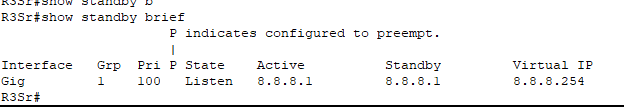 R3Sr#show standby b
R3Sr#show standby brief
                     P indicates configured to preempt.
                     |
Interface   Grp  Pri P State    Active          Standby         Virtual IP
Gig         1    100   Listen   8.8.8.1         8.8.8.1         8.8.8.254
R3Sr#